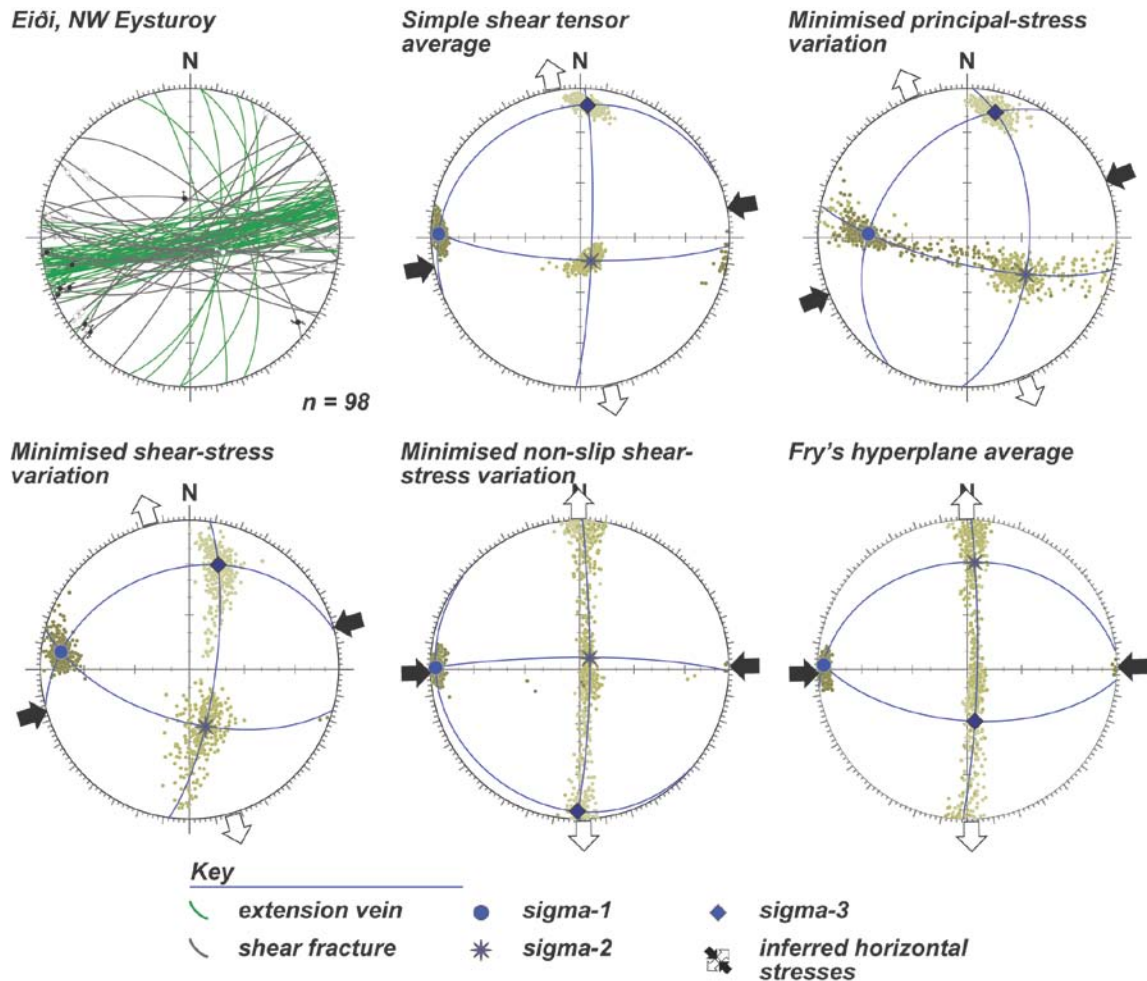 Eiði, NW Eysturoy
N
n = 98
Simple shear tensor
average
N
Minimised principal-stress
variation
N
Minimised shear-stress
variation
N
Minimised non-slip shear-
stress variation
N
Fry's hyperplane average
N
Key
extension vein
shear fracture
sigma-1
sigma-2
sigma-3
inferred horizontal
stresses